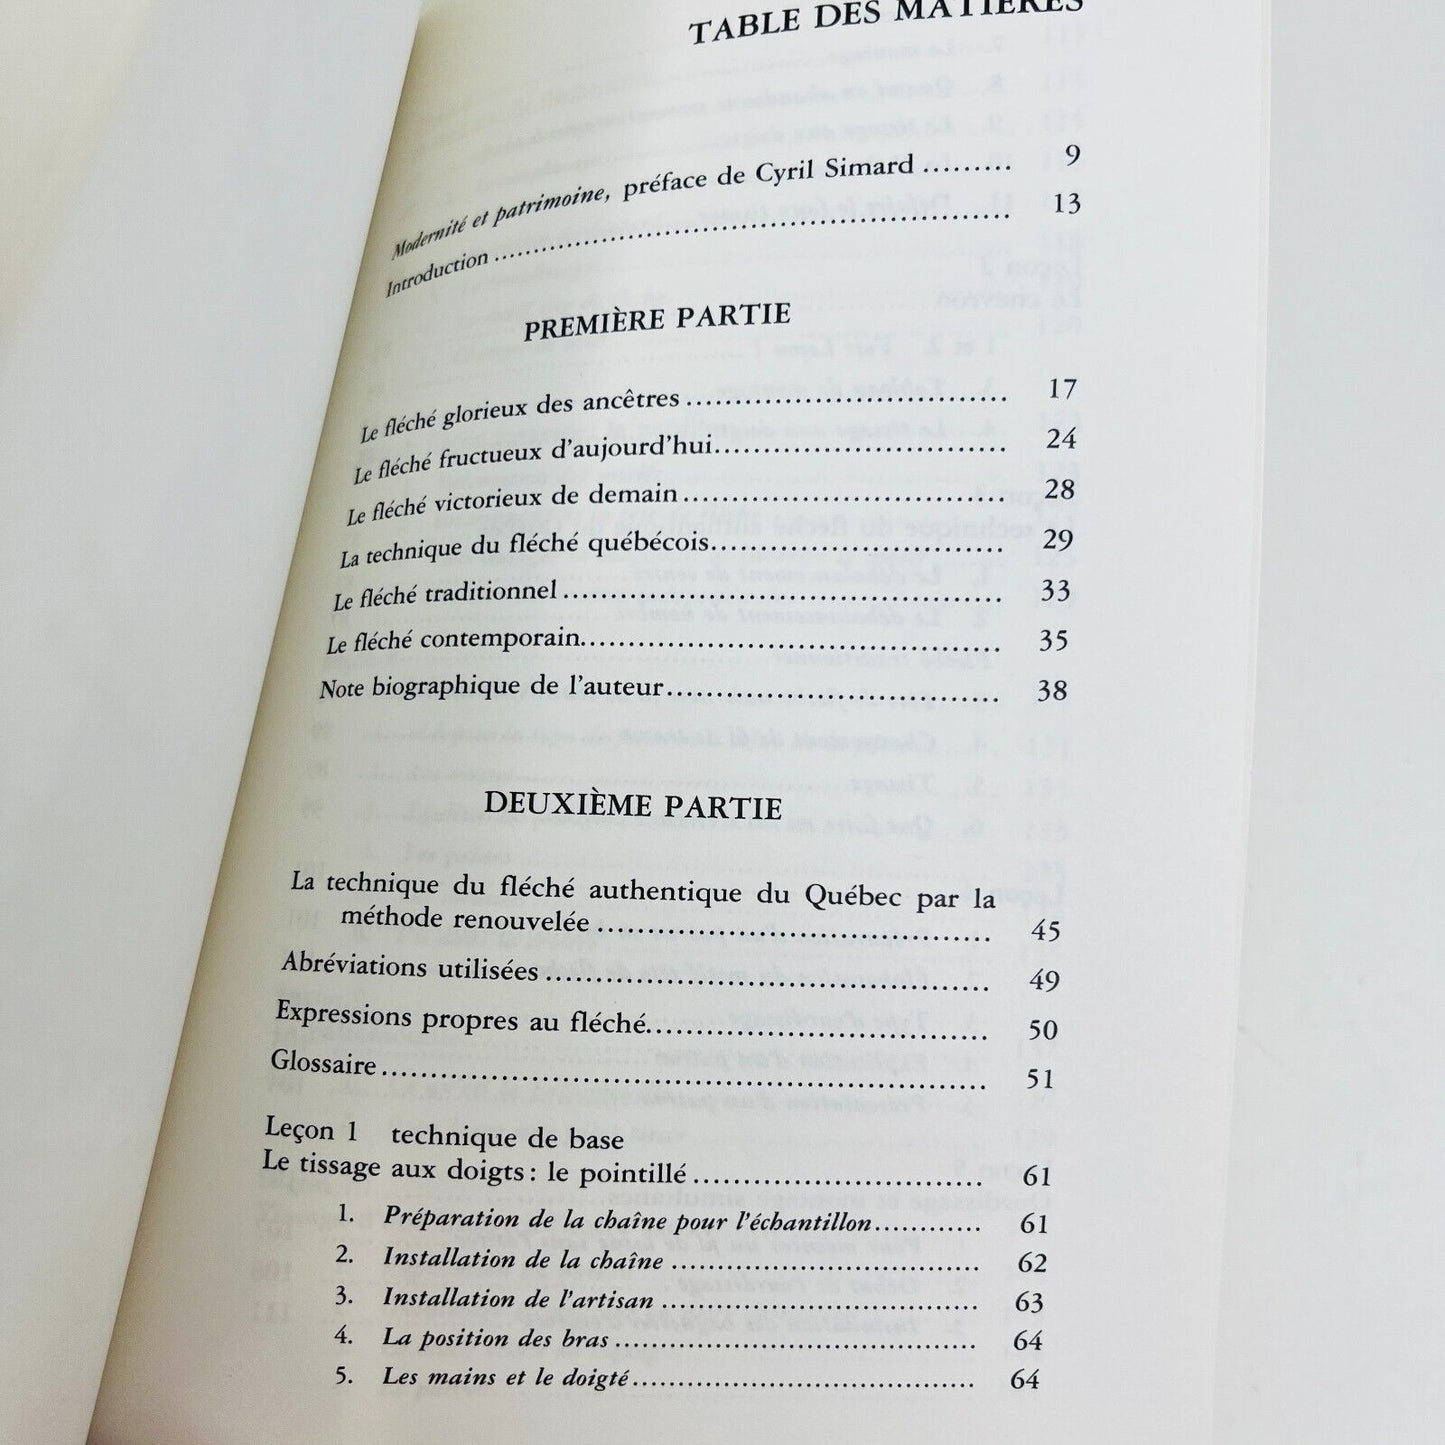 TABLE DES MATIÈRES
Modernité et patrimoine, préface de Cyril Simard ......... 9
Introduction ................................................ 13
PREMIÈRE PARTIE
Le fléché glorieux des ancêtres ................................. 17
Le fléché fructueux d'aujourd'hui.............................. 24
Le fléché victorieux de demain ................................. 28
La technique du fléché québécois.............................. 29
Le fléché traditionnel ............................................ 33
Le fléché contemporain........................................... 35
Note biographique de l'auteur.................................. 38
DEUXIÈME PARTIE
La technique du fléché authentique du Québec par la
méthode renouvelée ........................................ 45
Abréviations utilisées ............................................. 49
Expressions propres au fléché................................... 50
Glossaire ............................................................. 51
Leçon 1 technique de base
Le tissage aux doigts : le pointillé .............................. 61
1. Préparation de la chaîne pour l'échantillon............ 61
2. Installation de la chaîne ................................. 62
3. Installation de l'artisan .................................. 63
4. La position des bras ....................................... 64
5. Les mains et le doigté..................................... 64